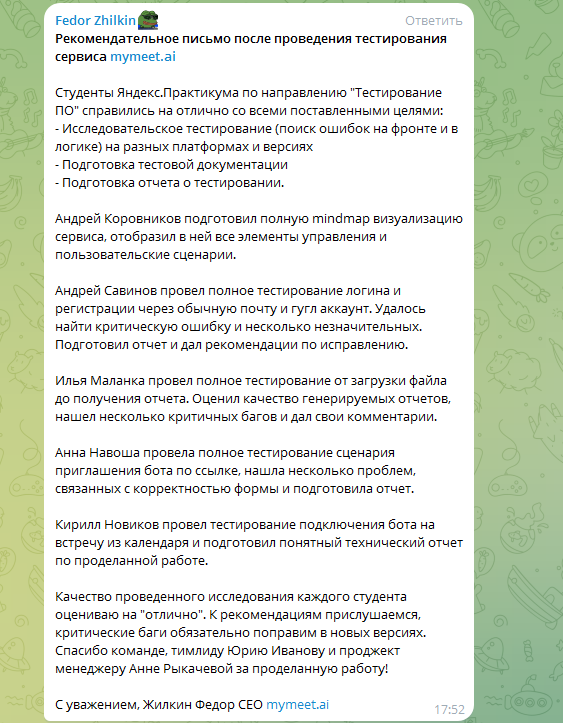 Fedor Zhilkin
Ответить
Рекомендательное письмо после проведения тестирования
сервиса mymeet.ai
Студенты Яндекс.Практикума по направлению "Тестирование
ПО" справились на отлично со всеми поставленными целями:
- Исследовательское тестирование (поиск ошибок на фронте и в
логике) на разных платформах и версиях
- Подготовка тестовой документации
- Подготовка отчета о тестировании.
Андрей Коровников подготовил полную mindmap визуализацию
сервиса, отобразил в ней все элементы управления и
пользовательские сценарии.
Андрей Савинов провел полное тестирование логина и
регистрации через обычную почту и гугл аккаунт. Удалось
найти критическую ошибку и несколько незначительных.
Подготовил отчет и дал рекомендации по исправлению.
Илья Маланка провел полное тестирование от загрузки файла
до получения отчета. Оценил качество генерируемых отчетов,
нашел несколько критичных багов и дал свои комментарии.
Анна Навоша провела полное тестирование сценария
приглашения бота по ссылке, нашла несколько проблем,
связанных с корректностью формы и подготовила отчет.
Кирилл Новиков провел тестирование подключения бота на
встречу из календаря и подготовил понятный технический отчет
по проделанной работе.
Качество проведенного исследования каждого студента
оцениваю на "отлично". К рекомендациям прислушаемся,
критические баги обязательно поправим в новых версиях.
Спасибо команде, тимлиду Юрию Иванову и проджект
менеджеру Анне Рыкачевой за проделанную работу!
С уважением, Жилкин Федор CEO mymeet.ai
17:52